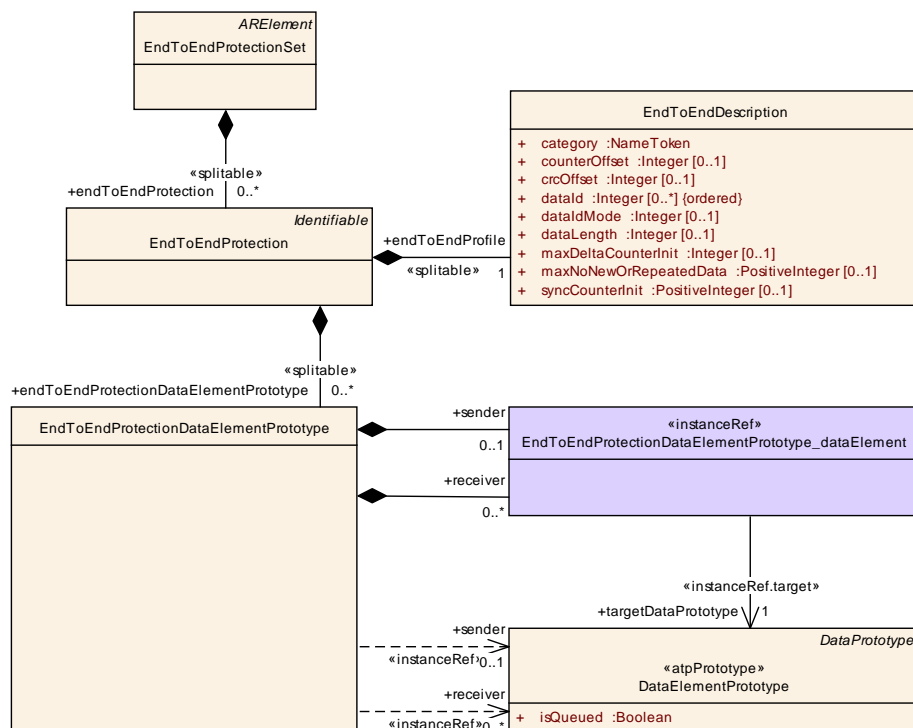 ARElement
EndToEndProtectionSet
«splitable»
+endToEndProtection 0..*
Identifiable
EndToEndProtection
+endToEndProfile
«splitable» 1
EndToEndDescription
+ category :NameToken
+ counterOffset :Integer [0..1]
+ crcOffset :Integer [0..1]
+ dataId :Integer [0..*] {ordered}
+ dataIdMode :Integer [0..1]
+ dataLength :Integer [0..1]
+ maxDeltaCounterInit :Integer [0..1]
+ maxNoNewOrRepeatedData :PositiveInteger [0..1]
+ syncCounterInit :PositiveInteger [0..1]
«splitable»
+endToEndProtectionDataElementPrototype 0..*
EndToEndProtectionDataElementPrototype
+sender
0..1
+receiver
0..*
«instanceRef»
EndToEndProtectionDataElementPrototype_dataElement
«instanceRef.target»
+targetDataPrototype 1
+sender
«instanceRef» 0..1
+receiver
«instanceRef» 0..*
DataPrototype
«atpPrototype»
DataElementPrototype
+ isQueued :Boolean